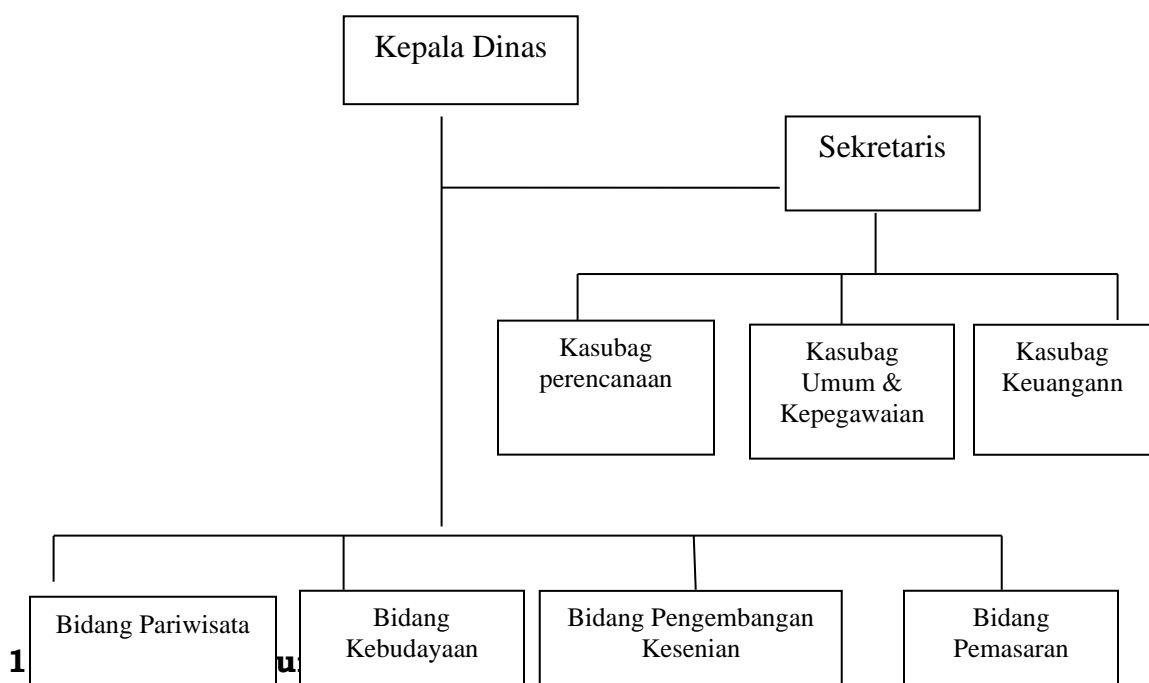 Kepala Dinas
Sekretaris
Kasubag
perencanaan
Kasubag
Umum &
Kepegawaian
Kasubag
Keuangann
Bidang Pariwisata
Bidang
Kebudayaan
Bidang Pengembangan
Kesenian
Bidang
Pemasaran
1